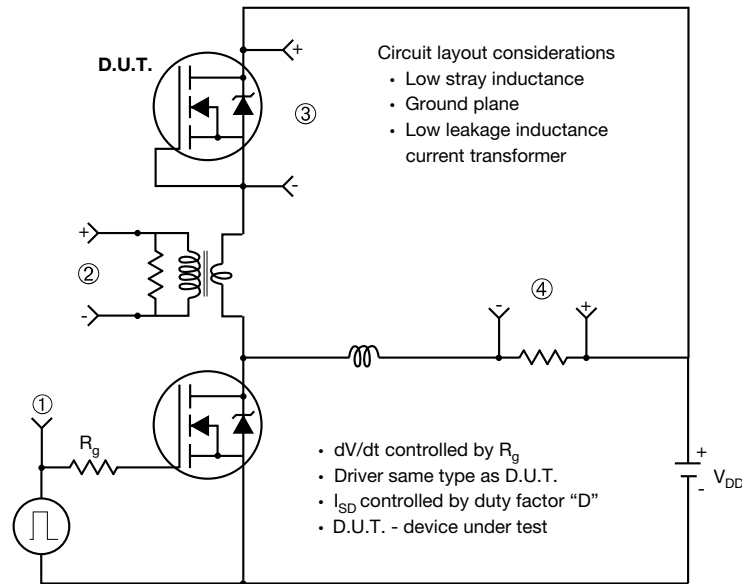 D.U.T.
+
Circuit layout considerations
• Low stray inductance
• Ground plane
• Low leakage inductance
current transformer
③
-
+
②
-
④
-
+
①
R_g
• dV/dt controlled by R_g
• Driver same type as D.U.T.
• I_SD controlled by duty factor “D”
• D.U.T. - device under test
+
-
V_DD